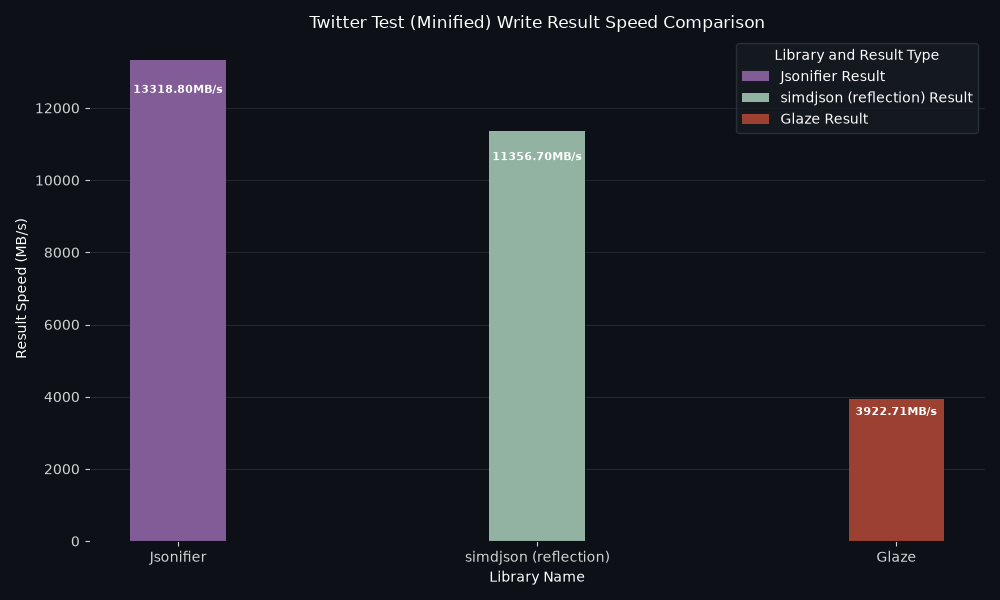 Twitter Test (Minified) Write Result Speed Comparison
Library and Result Type
Jsonifier Result
simdjson (reflection) Result
Glaze Result
13318.80MB/s
11356.70MB/s
3922.71MB/s
Result Speed (MB/s)
12000
10000
8000
6000
4000
2000
0
Jsonifier
simdjson (reflection)
Glaze
Library Name